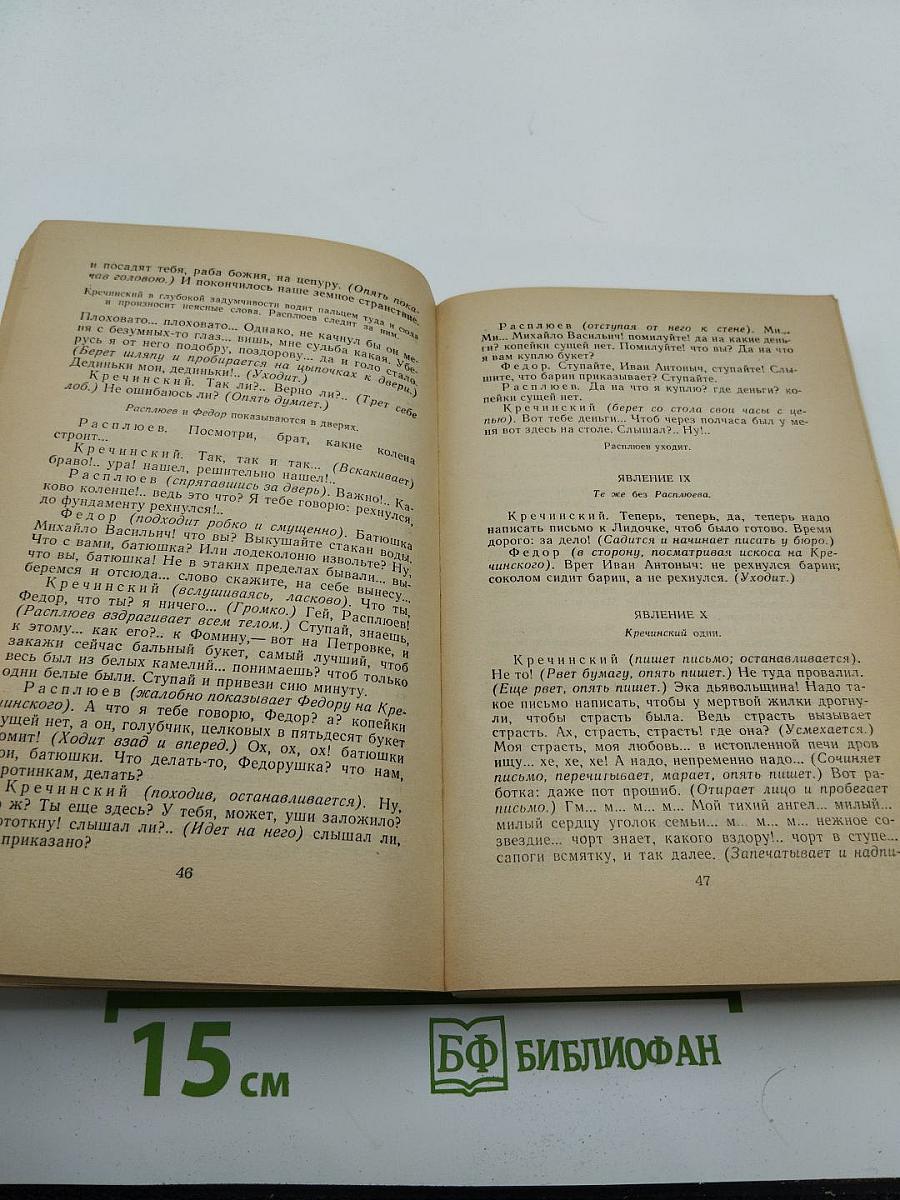 и посадят тебя, раба божия, на цепуру. (Опять пока-
чав головою.) И покончилось наше земное странствие.
Кречинский в глубокой задумчивости водит пальцем туда и сюда
и произносит неясные слова. Расплюев следит за ним.
Плоховато... плоховато... Однако, не качнул бы он ме-
ня с безумных-то глаз... вишь, мне судьба какая. Убе-
русь я от него подобру, поздорову... да и голо стало.
(Берет шляпу и пробирается на цыпочках к двери.)
Дединьки мои, дединьки!.. (Уходит.)
Кречинский. Так ли?.. Верно ли?.. (Трет себе
лоб.) Не ошибаюсь ли? (Опять думает.)
Расплюев и Федор показываются в дверях.
Расплюев. Посмотри, брат, какие колена
строит...
Кречинский. Так, так и так... (Вскакивает)
браво!.. ура! нашел, решительно нашел!..
Расплюев (спрятавшись за дверь). Важно!.. Ка-
ково коленце!.. ведь это что? Я тебе говорю: рехнулся,
до фундаменту рехнулся!..
Федор (подходит робко и смущенно). Батюшка
Михайло Васильич! что вы? Выкушайте стакан воды.
Что с вами, батюшка? Или лодеколоню извольте? Ну,
что вы, батюшка! Не в этаких пределах бывали... вы-
беремся и отсюда... слово скажите, на себе вынесу...
Кречинский (вслушиваясь, ласково). Что ты,
Федор, что ты? я ничего... (Громко.) Гей, Расплюев!
(Расплюев вздрагивает всем телом.) Ступай, знаешь,
к этому... как его?.. к Фомину,— вот на Петровке, и
закажи сейчас бальный букет, самый лучший, чтоб
весь был из белых камелий... понимаешь? чтоб только
одни белые были. Ступай и привези сию минуту.
Расплюев (жалобно показывает Федору на Кре-
чинского). А что я тебе говорю, Федор? а? копейки
сущей нет, а он, голубчик, целковых в пятьдесят букет
ломит! (Ходит взад и вперед.) Ох, ох, ох! батюшки
мои, батюшки. Что делать-то, Федорушка? что нам,
сиротинкам, делать?
Кречинский (походив, останавливается). Ну,
что ж? Ты еще здесь? У тебя, может, уши заложило?
ототкну! слышал ли?.. (Идет на него) слышал ли,
приказано?
46
Расплюев (отступая от него к стене). Ми...
Ми... Михайло Васильич! помилуйте! да на какие день-
ги? копейки сущей нет. Помилуйте! что вы? Да на что
я вам куплю букет?
Федор. Ступайте, Иван Антоныч, ступайте! Слы-
шите, что барин приказывает? Ступайте.
Расплюев. Да на что я куплю? где деньги? ко-
пейки сущей нет.
Кречинский (берет со стола свои часы с це-
пью). Вот тебе деньги... Чтоб через полчаса был у ме-
ня вот здесь на столе. Слышал?.. Ну!..
Расплюев уходит.
ЯВЛЕНИЕ IX
Те же без Расплюева.
Кречинский. Теперь, теперь, да, теперь надо
написать письмо к Лидочке, чтоб было готово. Время
дорого: за дело! (Садится и начинает писать у бюро.)
Федор (в сторону, посматривая искоса на Кре-
чинского). Врет Иван Антоныч: не рехнулся барин;
соколом сидит барин, а не рехнулся. (Уходит.)
ЯВЛЕНИЕ X
Кречинский один.
Кречинский (пишет письмо; останавливается).
Не то! (Рвет бумагу, опять пишет.) Не туда провалил.
(Еще рвет, опять пишет.) Эка дьявольщина! Надо та-
кое письмо написать, чтобы у мертвой жилки дрогну-
ли, чтобы страсть была. Ведь страсть вызывает
страсть. Ах, страсть, страсть! где она? (Усмехается.)
Моя страсть, моя любовь... в истопленной печи дров
ищу... хе, хе, хе! А надо, непременно надо... (Сочиняет
письмо, перечитывает, марает, опять пишет.) Вот ра-
бота: даже пот прошиб. (Отирает лицо и пробегает
письмо.) Гм... м... м... м... Мой тихий ангел... милый...
милый сердцу уголок семьи... м... м... м... нежное со-
звездие... чорт знает, какого вздору!.. чорт в ступе...
сапоги всмятку, и так далее. (Запечатывает и надпи-
47
15 см
БФ БИБЛИОФАН